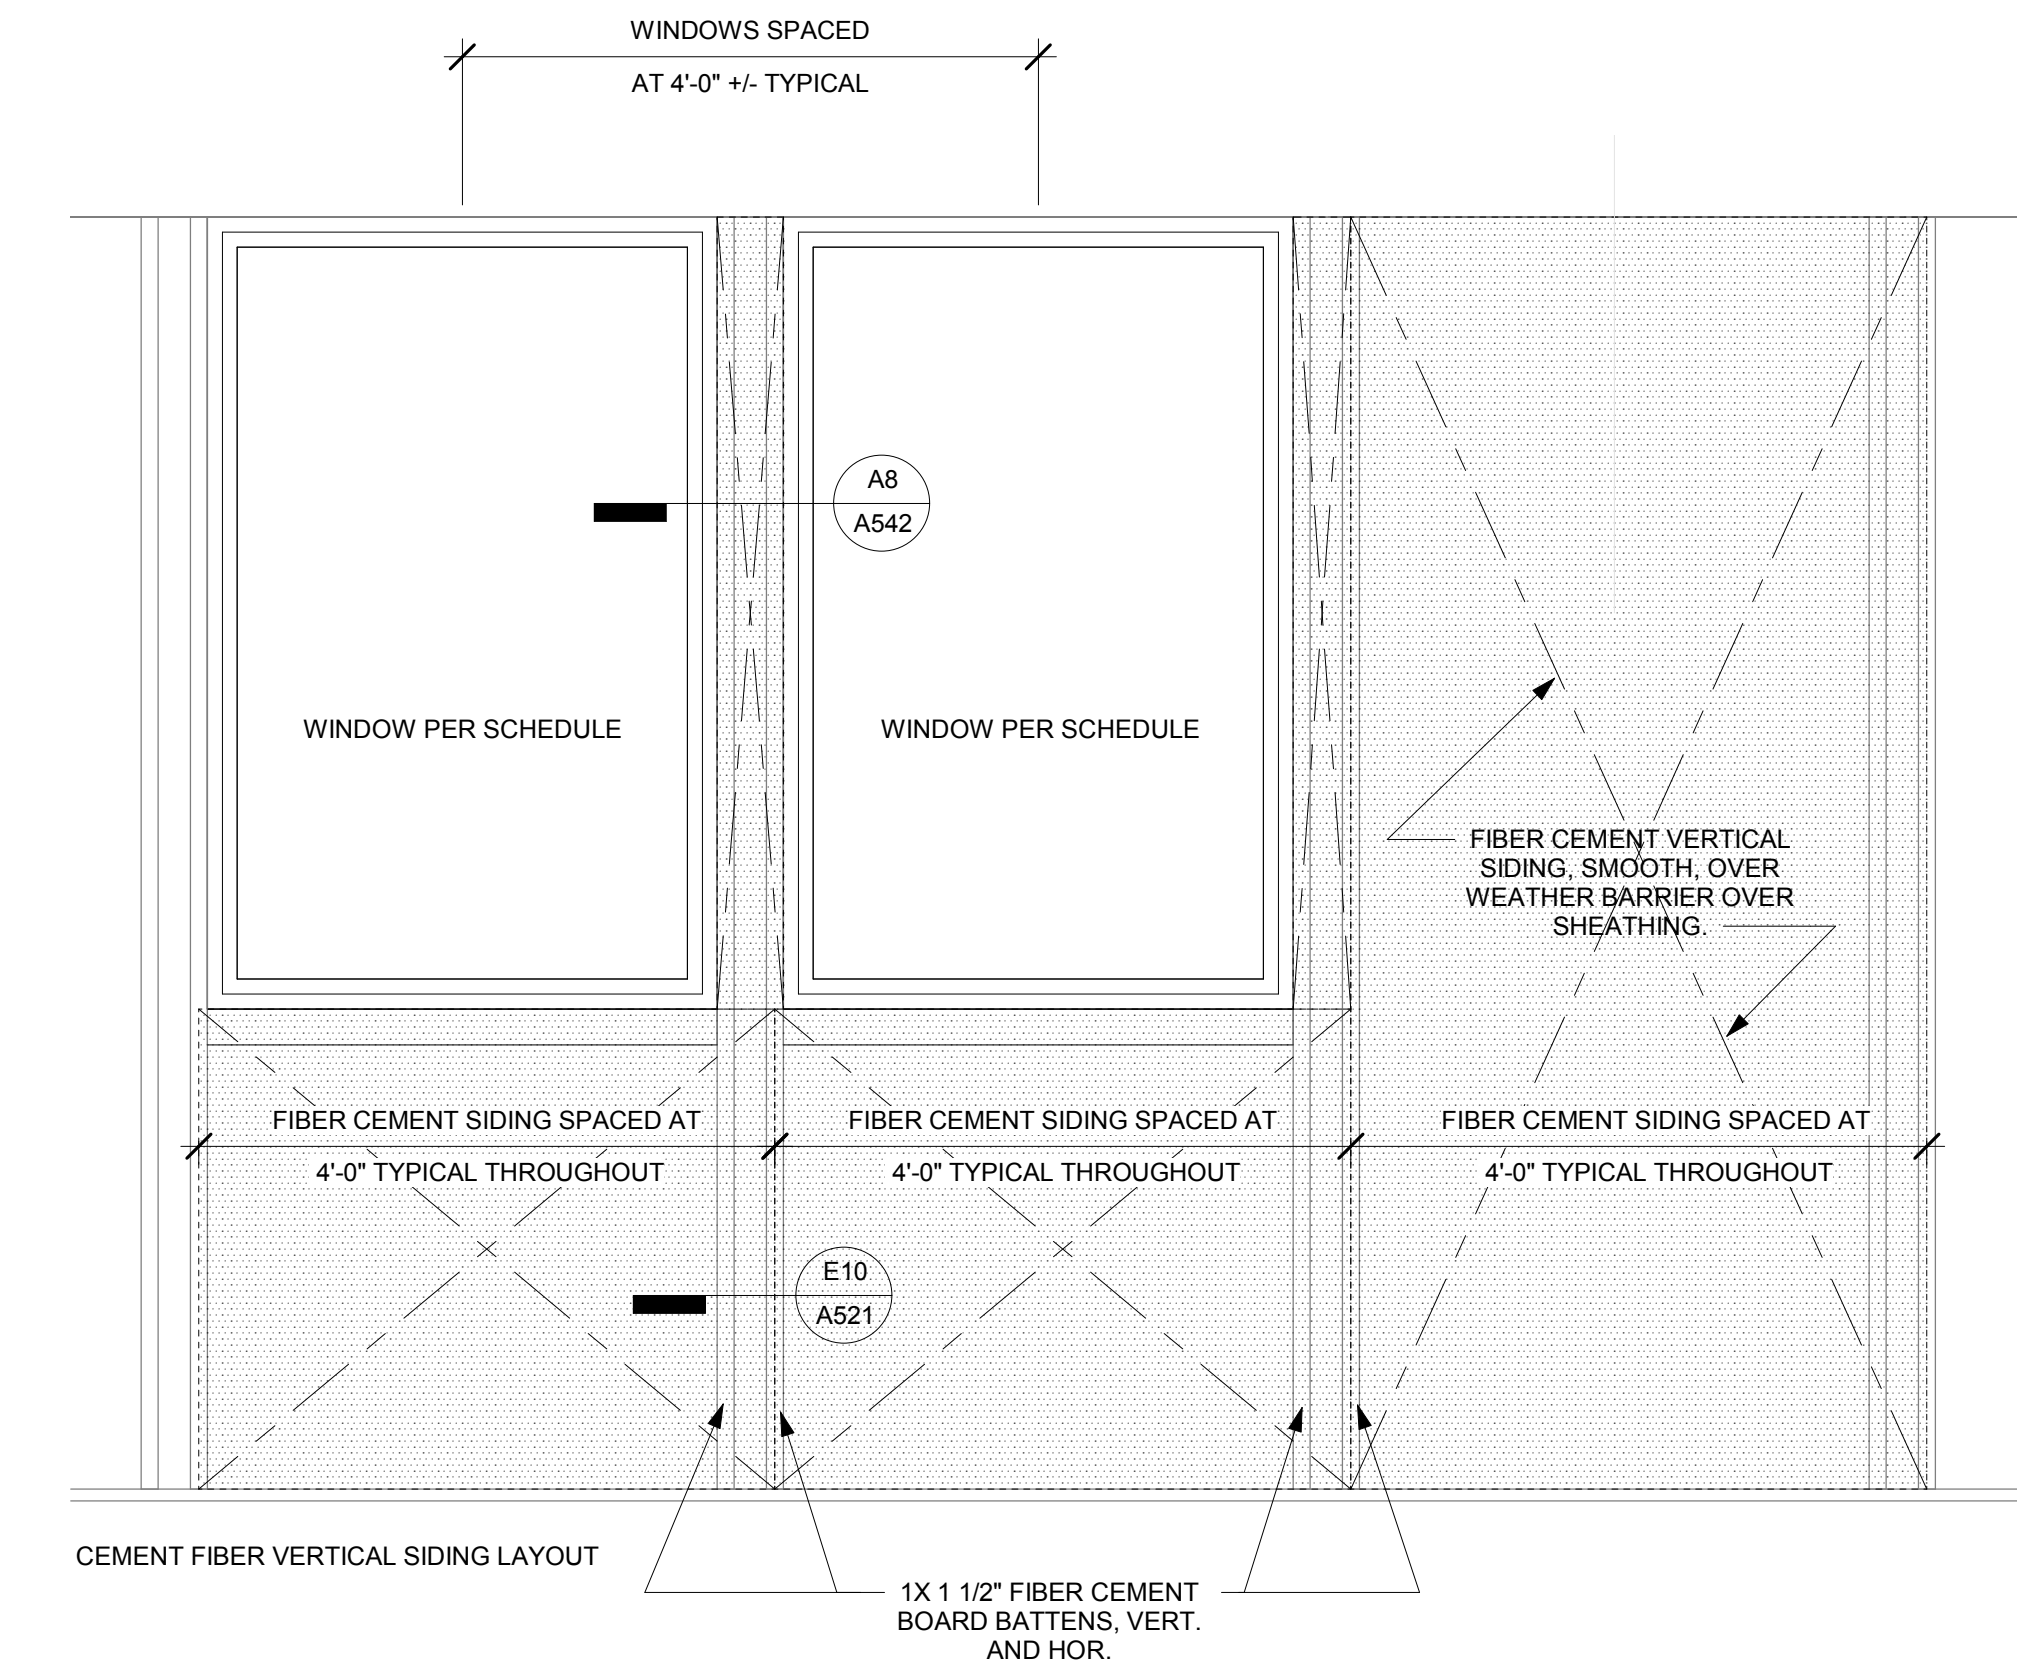 WINDOWS SPACED
AT 4'-0" +/- TYPICAL
A8
A542
WINDOW PER SCHEDULE
WINDOW PER SCHEDULE
FIBER CEMENT VERTICAL
SIDING, SMOOTH, OVER
WEATHER BARRIER OVER
SHEATHING.
FIBER CEMENT SIDING SPACED AT
4'-0" TYPICAL THROUGHOUT
FIBER CEMENT SIDING SPACED AT
4'-0" TYPICAL THROUGHOUT
FIBER CEMENT SIDING SPACED AT
4'-0" TYPICAL THROUGHOUT
E10
A521
CEMENT FIBER VERTICAL SIDING LAYOUT
1X 1 1/2" FIBER CEMENT
BOARD BATTENS, VERT.
AND HOR.